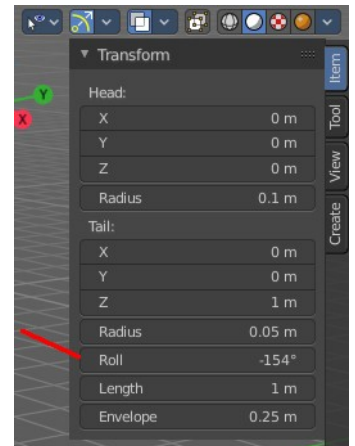 Transform
Head:
X 0 m
Y 0 m
Z 0 m
Radius 0.1 m
Tail:
X 0 m
Y 0 m
Z 1 m
Radius 0.05 m
Roll -154°
Length 1 m
Envelope 0.25 m
Item
Tool
View
Create
Y
X